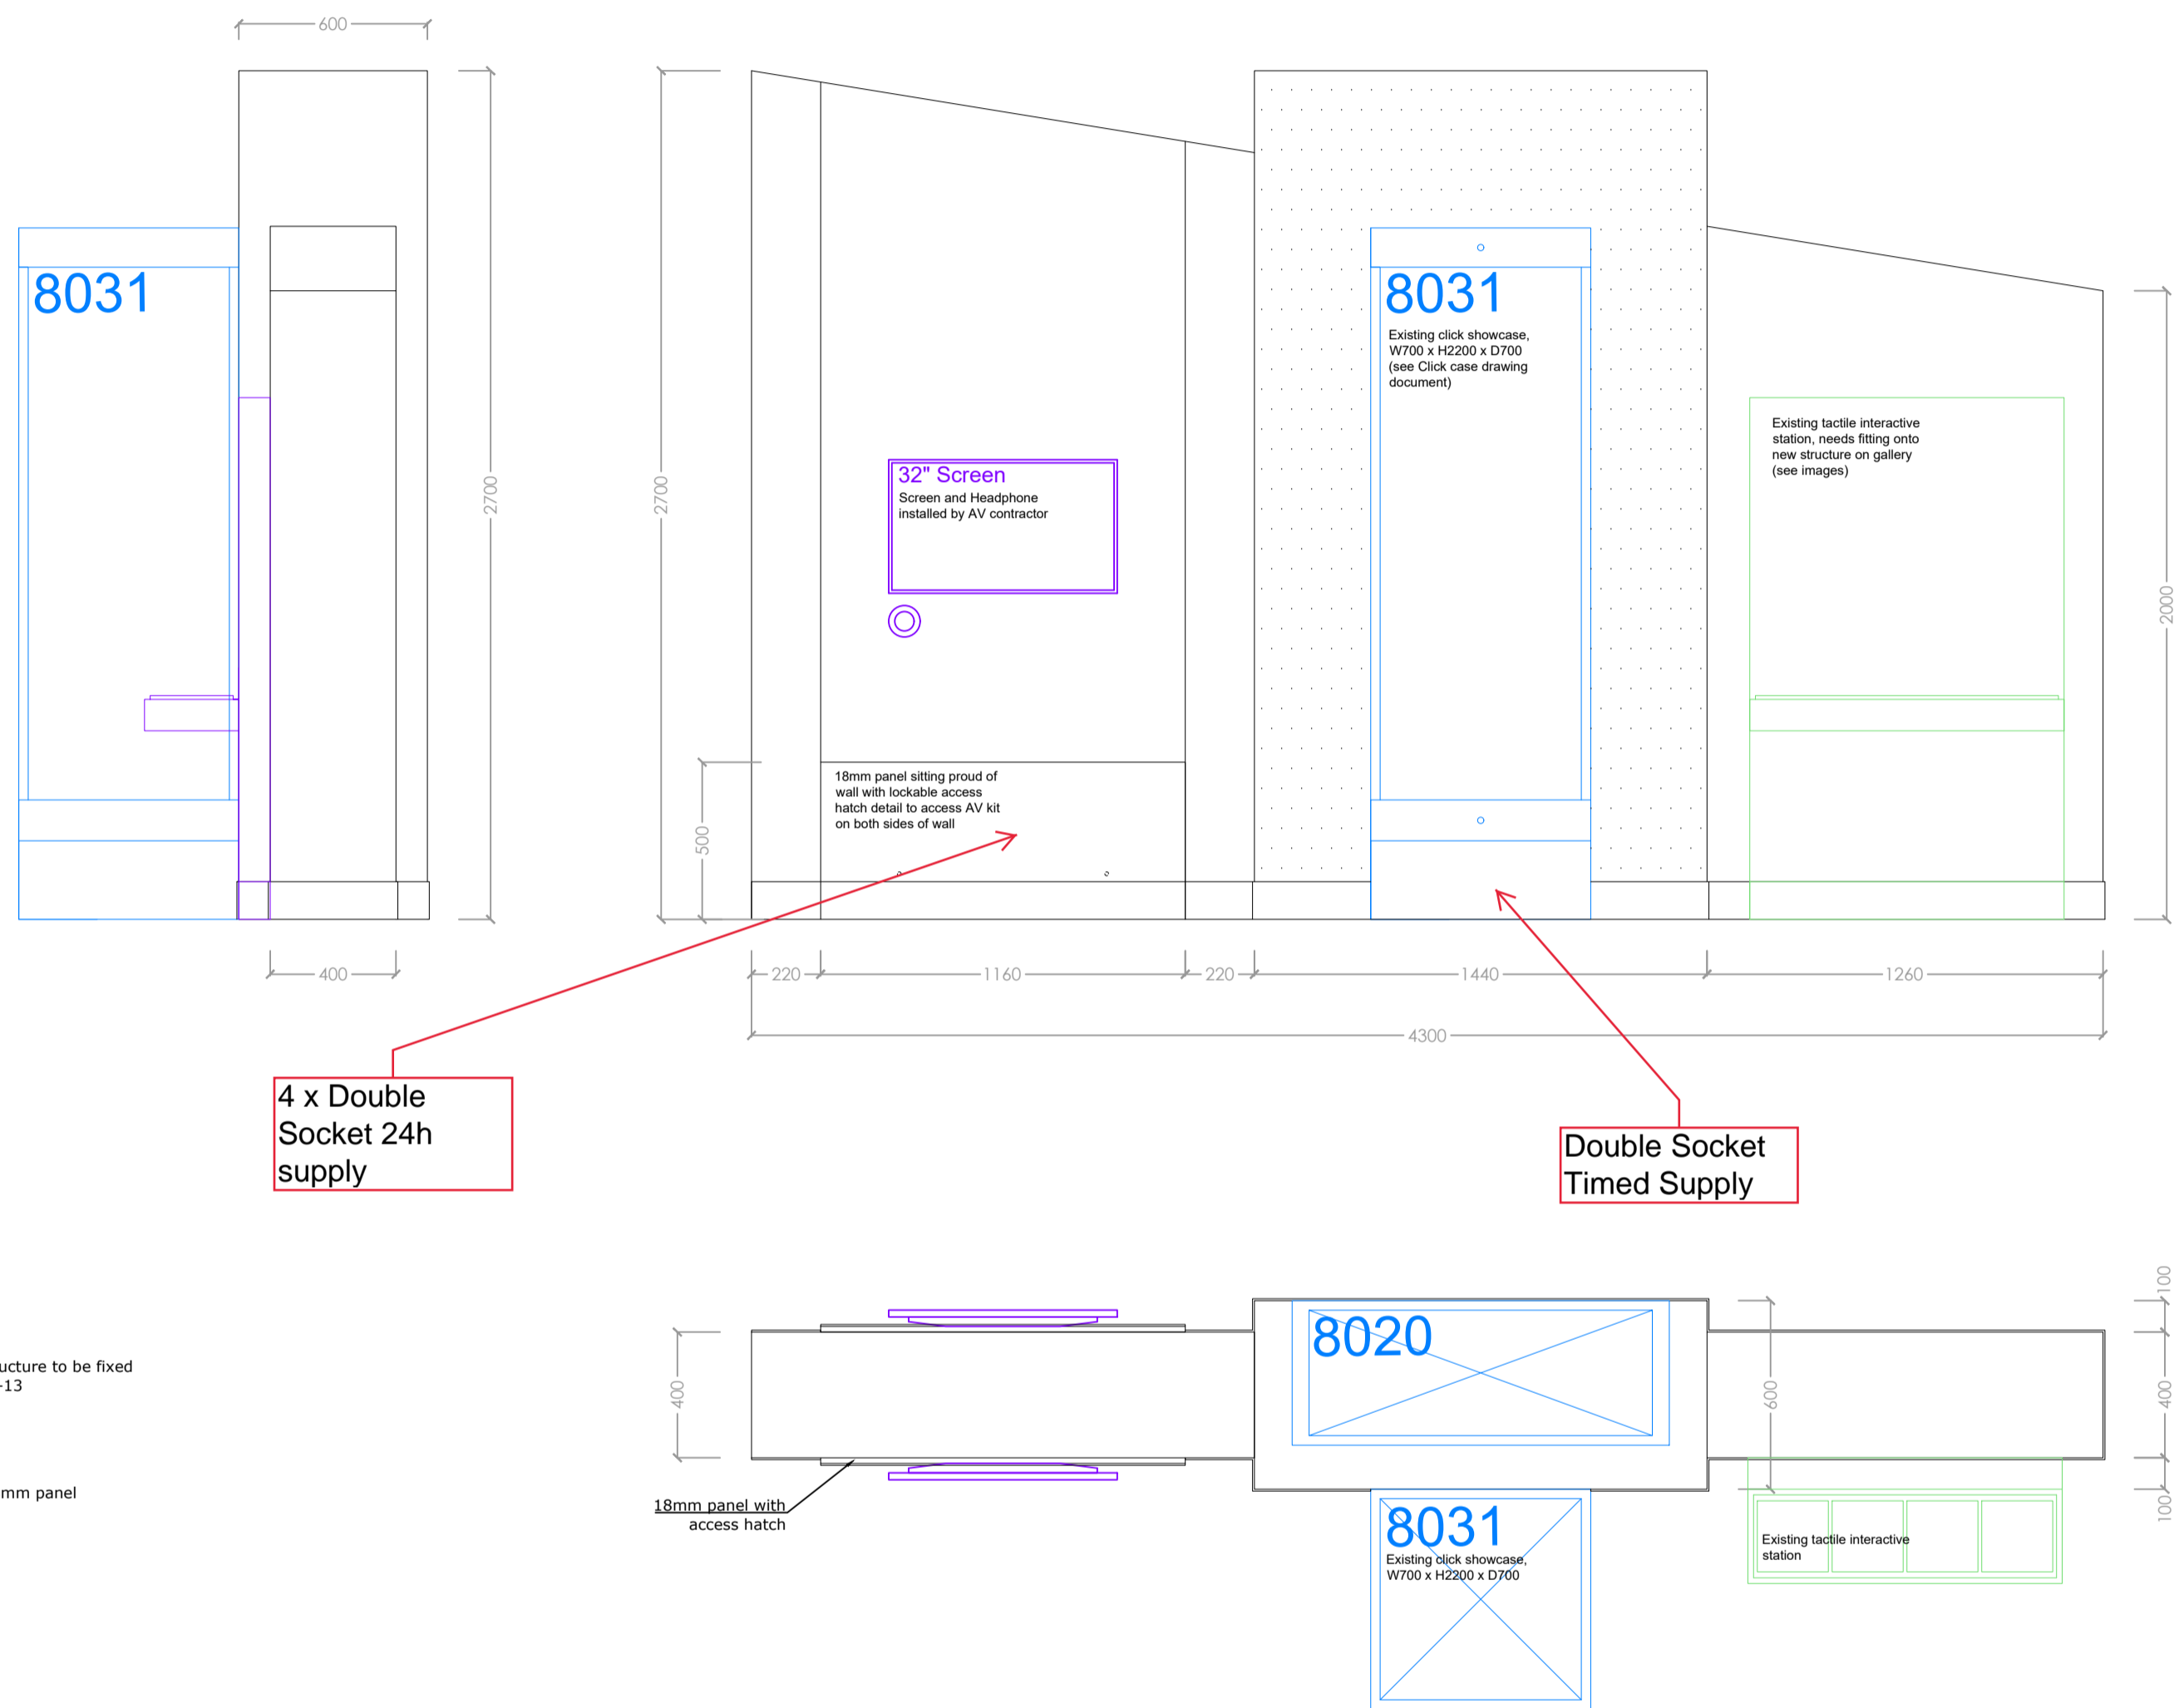 600
8031
2700
2700
500
400
32" Screen
Screen and Headphone
installed by AV contractor
18mm panel sitting proud of
wall with lockable access
hatch detail to access AV kit
on both sides of wall
8031
Existing click showcase,
W700 x H2200 x D700
(see Click case drawing
document)
Existing tactile interactive
station, needs fitting onto
new structure on gallery
(see images)
2000
220
1160
220
1440
1260
4300
4 x Double
Socket 24h
supply
Double Socket
Timed Supply
ucture to be fixed
-13
mm panel
400
18mm panel with
access hatch
8020
8031
Existing click showcase,
W700 x H2200 x D700
600
Existing tactile interactive
station
100
400
100